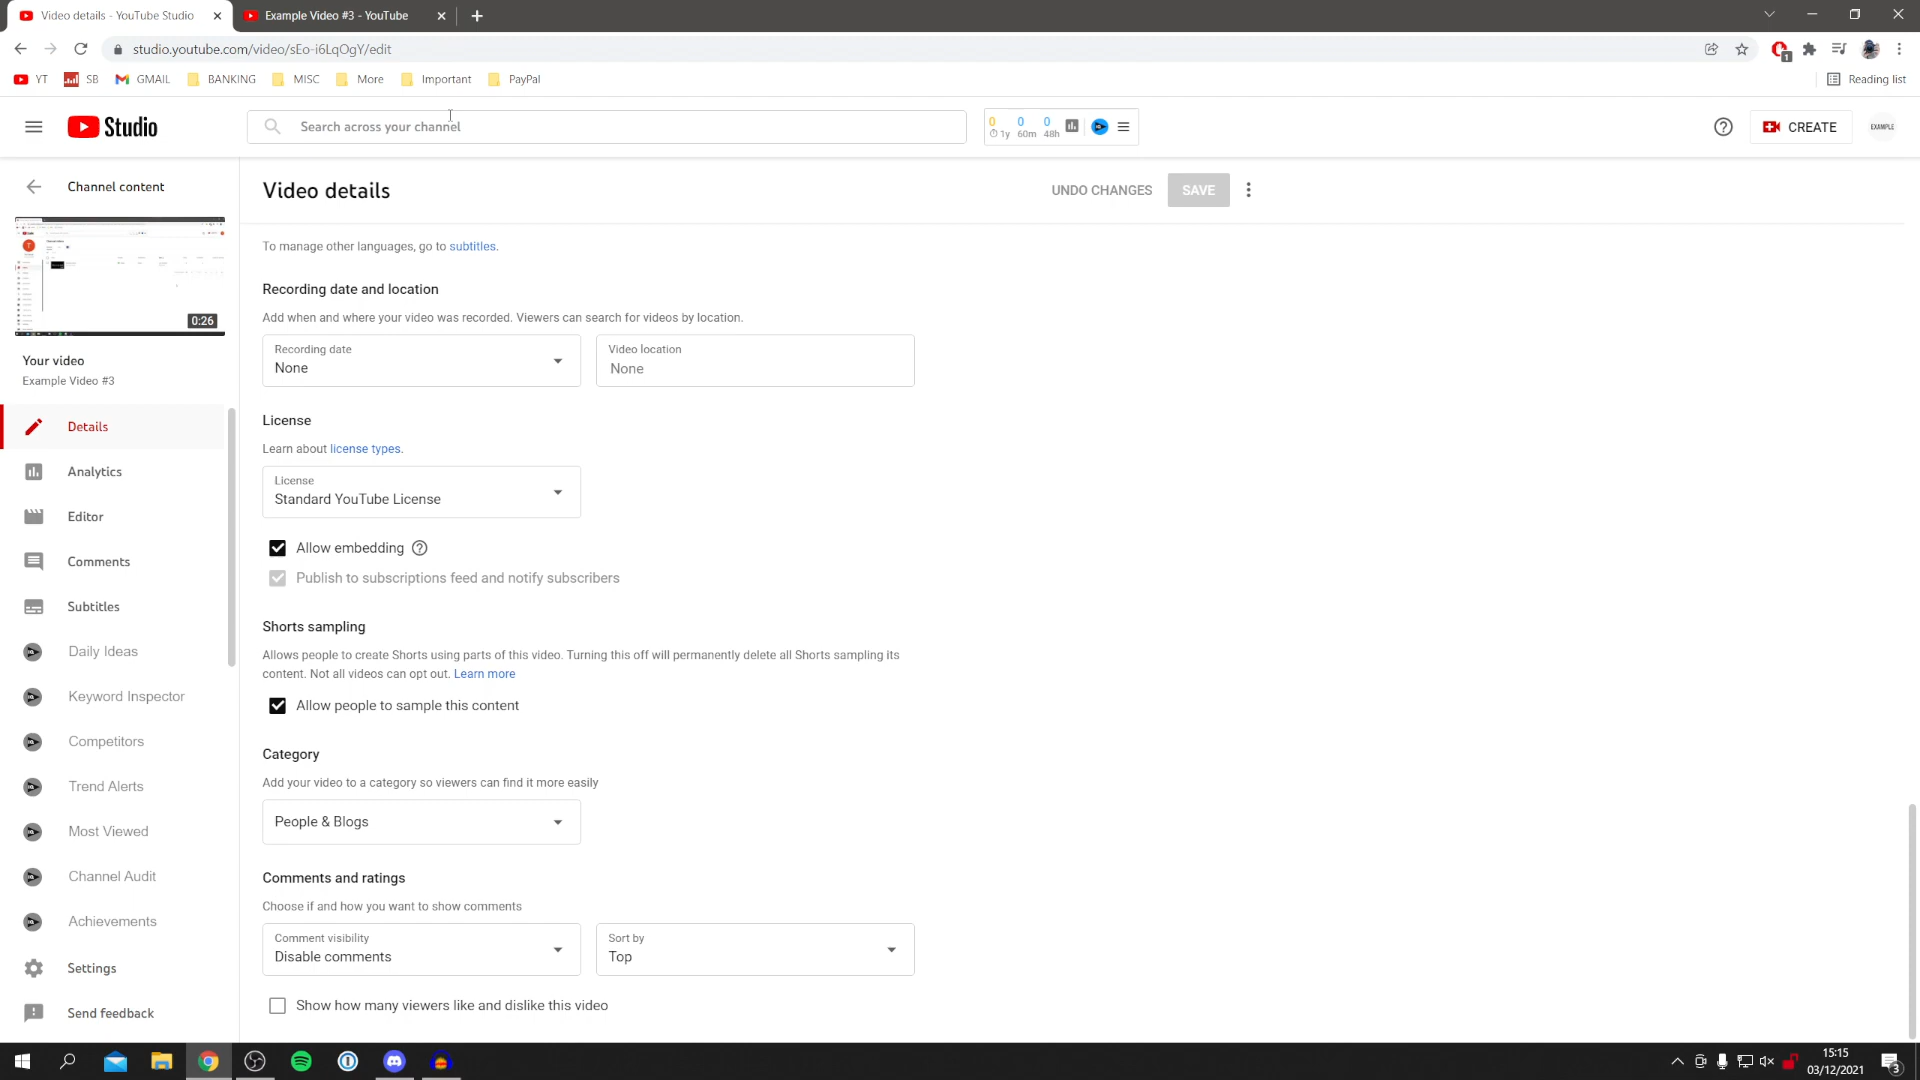 Video details - YouTube Studio
Example Video #3 - YouTube
studio.youtube.com/video/sEo-i6LqOgY/edit
1
YT
SB
GMAIL
BANKING
MISC
More
Important
PayPal
Reading list
Studio
Search across your channel
0 0 0
1y 60m 48h
CREATE
EXAMPLE
Channel content
0:26
Your video
Example Video #3
Details
Analytics
Editor
Comments
Subtitles
Daily Ideas
Keyword Inspector
Competitors
Trend Alerts
Most Viewed
Channel Audit
Achievements
Settings
Send feedback
Video details
UNDO CHANGES
SAVE
To manage other languages, go to subtitles.
Recording date and location
Add when and where your video was recorded. Viewers can search for videos by location.
Recording date
None
Video location
None
License
Learn about license types.
License
Standard YouTube License
Allow embedding
Publish to subscriptions feed and notify subscribers
Shorts sampling
Allows people to create Shorts using parts of this video. Turning this off will permanently delete all Shorts sampling its
content. Not all videos can opt out. Learn more
Allow people to sample this content
Category
Add your video to a category so viewers can find it more easily
People & Blogs
Comments and ratings
Choose if and how you want to show comments
Comment visibility
Disable comments
Sort by
Top
Show how many viewers like and dislike this video
15:15
03/12/2021
3